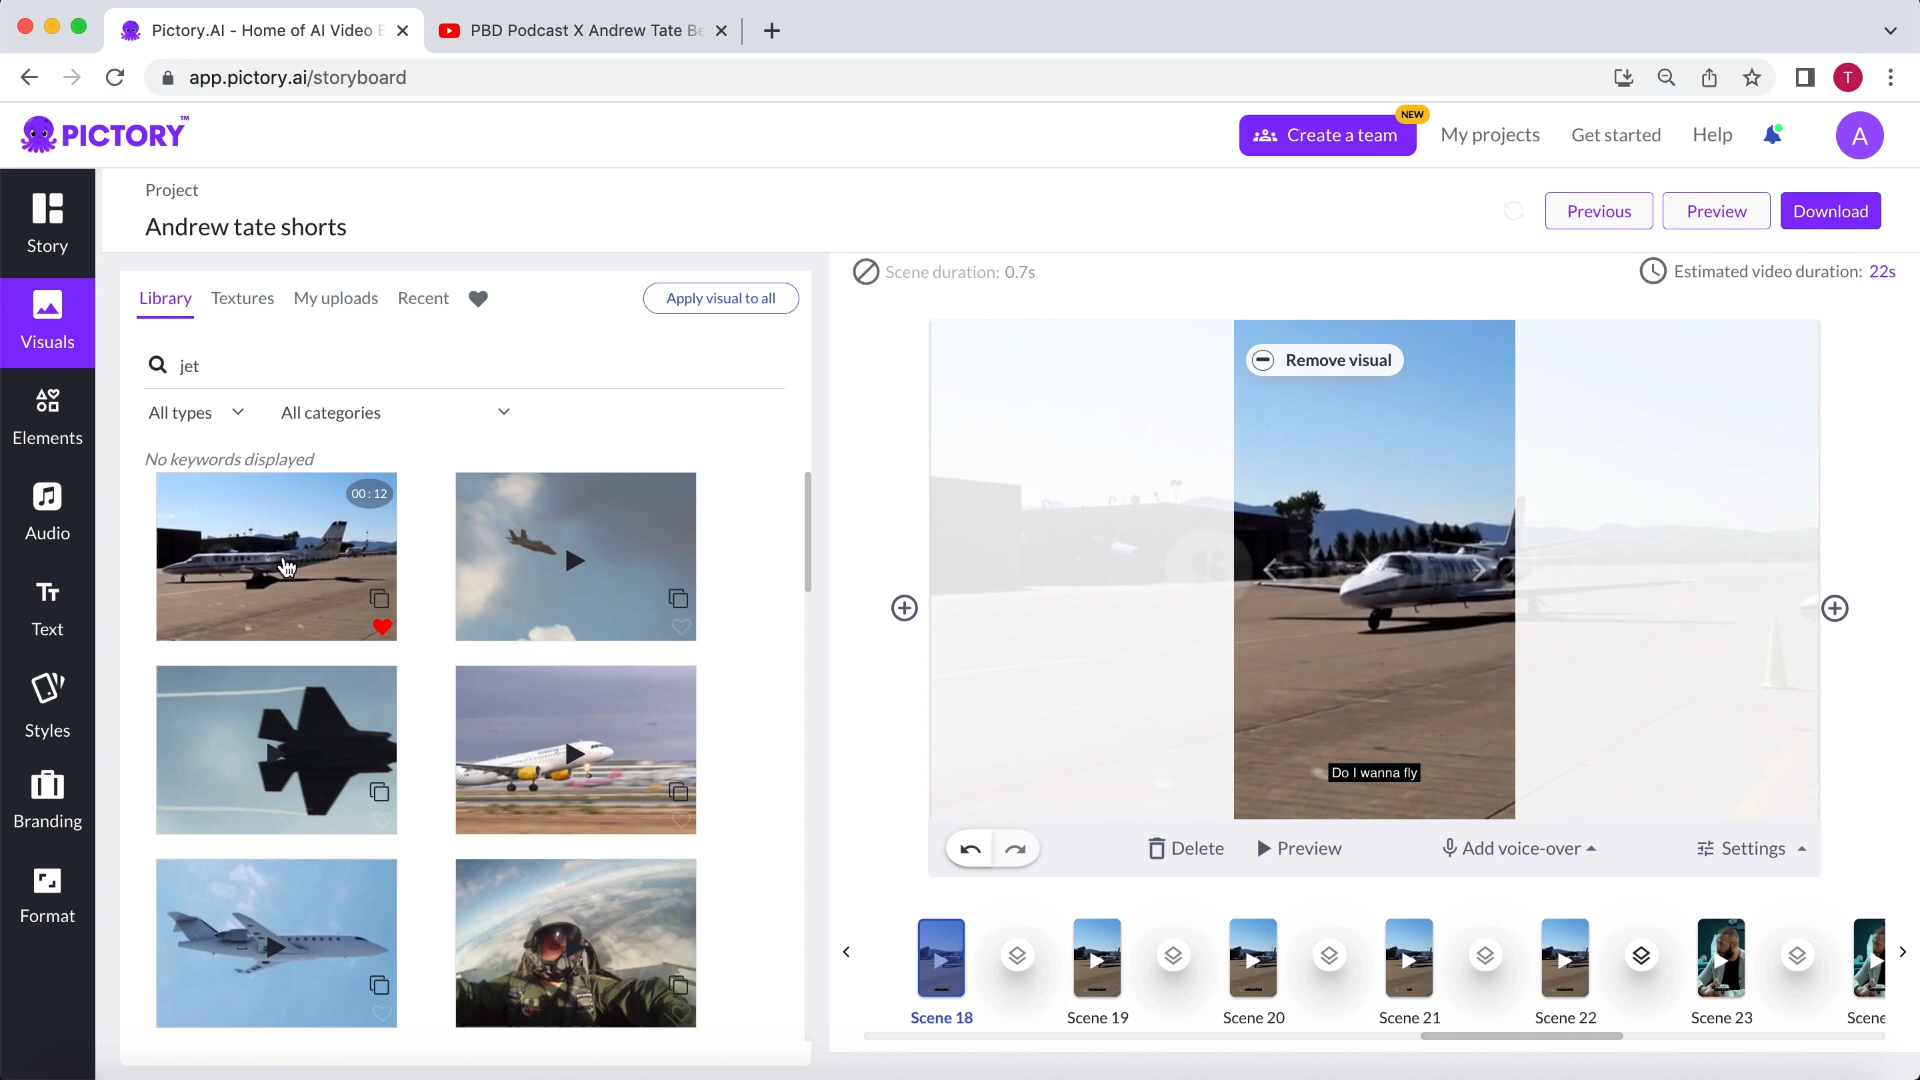 Pictory.AI - Home of AI Video E
PBD Podcast X Andrew Tate Be
app.pictory.ai/storyboard
T
PICTORY™
NEW
Create a team
My projects
Get started
Help
A
Story
Visuals
Elements
Audio
Text
Styles
Branding
Format
Project
Andrew tate shorts
Previous
Preview
Download
Library
Textures
My uploads
Recent
Apply visual to all
jet
All types
All categories
No keywords displayed
00:12
Scene duration: 0.7s
Estimated video duration: 22s
Remove visual
Do I wanna fly
Delete
Preview
Add voice-over
Settings
Scene 18
Scene 19
Scene 20
Scene 21
Scene 22
Scene 23
Scene